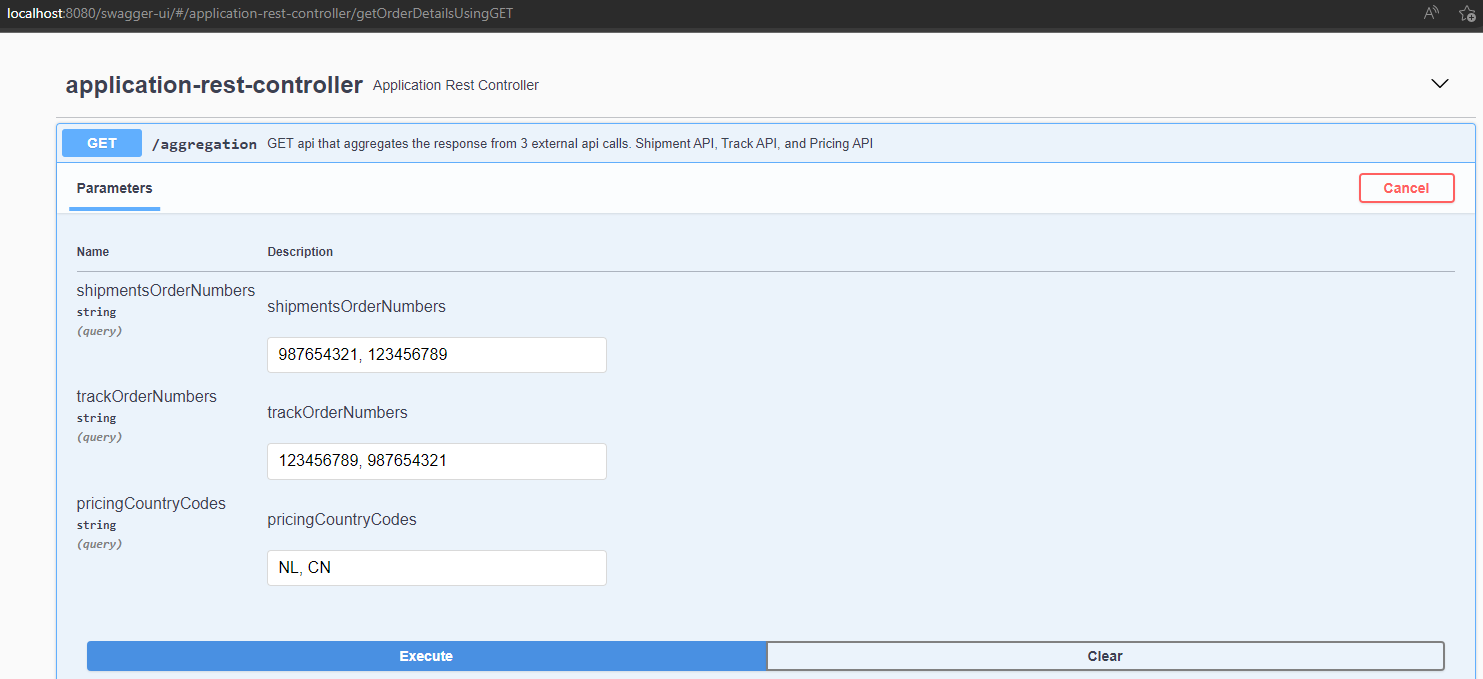 localhost:8080/swagger-ui/#/application-rest-controller/getOrderDetailsUsingGET
application-rest-controller Application Rest Controller
GET /aggregation GET api that aggregates the response from 3 external api calls. Shipment API, Track API, and Pricing API
Parameters Cancel
Name Description
shipmentsOrderNumbers
string
(query)
shipmentsOrderNumbers
987654321, 123456789
trackOrderNumbers
string
(query)
trackOrderNumbers
123456789, 987654321
pricingCountryCodes
string
(query)
pricingCountryCodes
NL, CN
Execute Clear